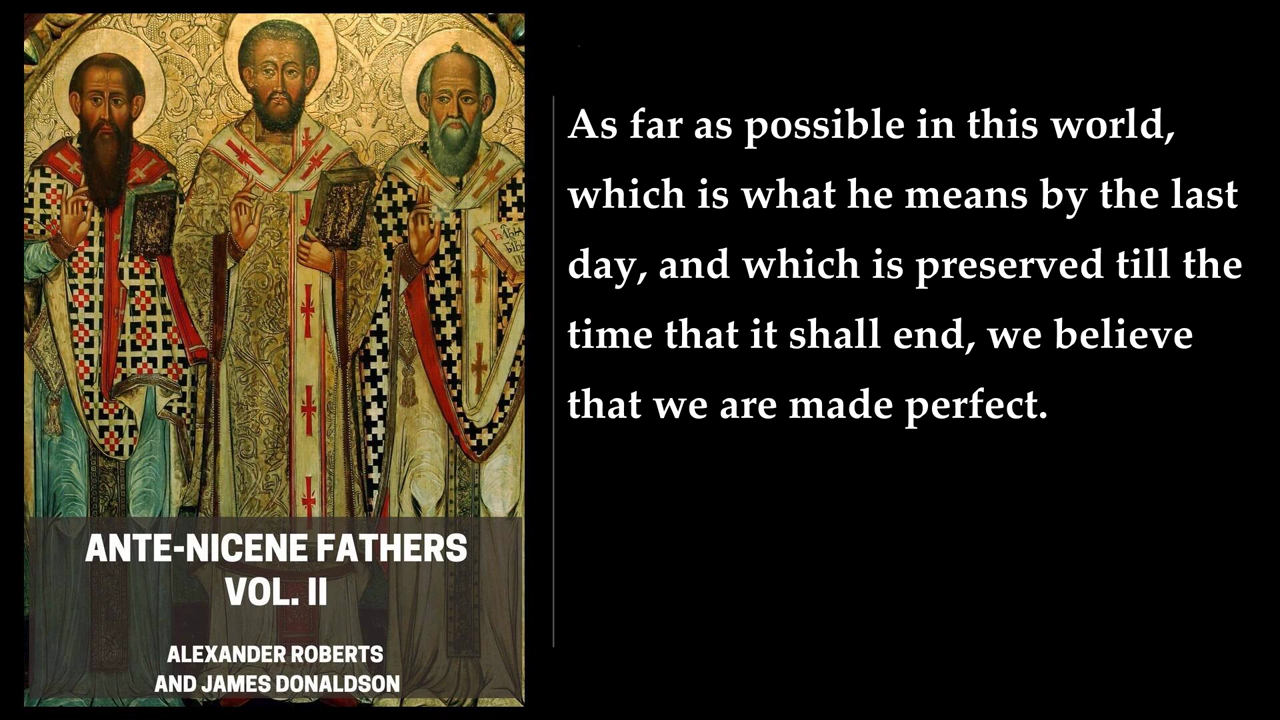 As far as possible in this world,
which is what he means by the last
day, and which is preserved till the
time that it shall end, we believe
that we are made perfect.
ANTE-NICENE FATHERS
VOL. II
ALEXANDER ROBERTS
AND JAMES DONALDSON